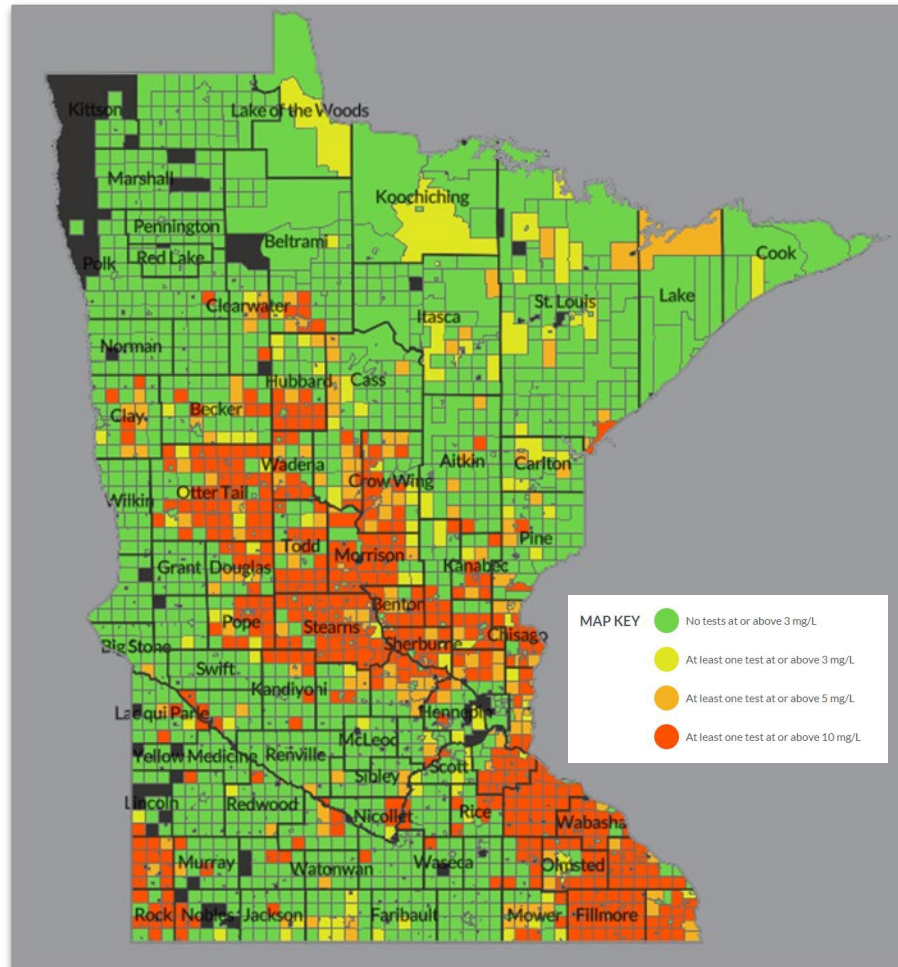 Kittson
Lake of the Woods
Marshall
Koochiching
Pennington
Beltrami
Polk
Red Lake
Cook
Clearwater
Lake
St. Louis
Itasca
Norman
Hubbard
Cass
Clay
Becker
Wadena
Aitkin
Carlton
Otter Tail
Crow Wing
Wilkin
Pine
Todd
Morrison
Grant
Douglas
Kanabec
Benton
Pope
Stearns
Chisago
Sherburne
Big Stone
Swift
Kandiyohi
Lac qui Parle
Hennepin
McLeod
Yellow Medicine
Renville
Scott
Sibley
Lincoln
Redwood
Nicollet
Rice
Wabasha
Murray
Watonwan
Waseca
Olmsted
Rock
Nobles
Jackson
Faribault
Mower
Fillmore
MAP KEY
No tests at or above 3 mg/L
At least one test at or above 3 mg/L
At least one test at or above 5 mg/L
At least one test at or above 10 mg/L